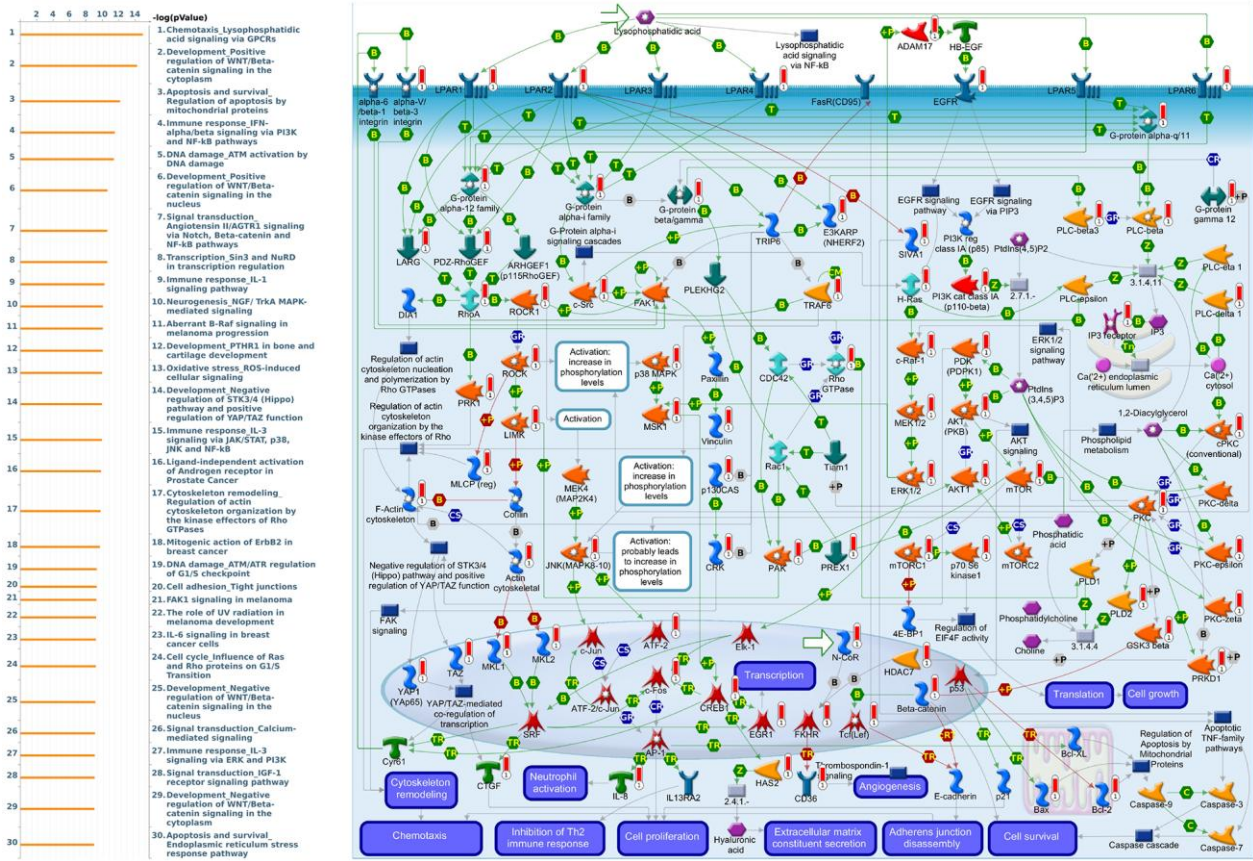 2 4 6 8 10 12 14 -log(pValue)
1 1. Chemotaxis_Lysophosphatidic
acid signaling via GPCRs
2 2. Development_Positive
regulation of WNT/Beta-
catenin signaling in the
cytoplasm
3 3. Apoptosis and survival_
Regulation of apoptosis by
mitochondrial proteins
4 4. Immune response_IFN-
alpha/beta signaling via PI3K
and NF-kB pathways
5 5. DNA damage_ATM activation by
DNA damage
6 6. Development_Positive
regulation of WNT/Beta-
catenin signaling in the
nucleus
7 7. Signal transduction_
Angiotensin II/AGTR1 signaling
via Notch, Beta-catenin and
NF-kB pathways
8 8. Transcription_Sin3 and NuRD
in transcription regulation
9 9. Immune response_IL-1
signaling pathway
10 10. Neurogenesis_NGF/ TrkA MAPK-
mediated signaling
11 11. Aberrant B-Raf signaling in
melanoma progression
12 12. Development_PTHR1 in bone and
cartilage development
13 13. Oxidative stress_ROS-induced
cellular signaling
14 14. Development_Negative
regulation of STK3/4 (Hippo)
pathway and positive
regulation of YAP/TAZ function
15 15. Immune response_IL-3
signaling via JAK/STAT, p38,
JNK and NF-kB
16 16. Ligand-independent activation
of Androgen receptor in
Prostate Cancer
17 17. Cytoskeleton remodeling_
Regulation of actin
cytoskeleton organization by
the kinase effectors of Rho
GTPases
18 18. Mitogenic action of ErbB2 in
breast cancer
19 19. DNA damage_ATM/ATR regulation
of G1/S checkpoint
20 20. Cell adhesion_Tight junctions
21 21. FAK1 signaling in melanoma
22 22. The role of UV radiation in
melanoma development
23 23. IL-6 signaling in breast
cancer cells
24 24. Cell cycle_Influence of Ras
and Rho proteins on G1/S
Transition
25 25. Development_Negative
regulation of WNT/Beta-
catenin signaling in the
nucleus
26 26. Signal transduction_Calcium-
mediated signaling
27 27. Immune response_IL-3
signaling via ERK and PI3K
28 28. Signal transduction_IGF-1
receptor signaling pathway
29 29. Development_Negative
regulation of WNT/Beta-
catenin signaling in the
cytoplasm
30 30. Apoptosis and survival_
Endoplasmic reticulum stress
response pathway
Lysophosphatidic acid
Lysophosphatidic
acid signaling
via NF-kB
ADAM17
HB-EGF
alpha-6
/beta-1
integrin
alpha-V/
beta-3
integrin
LPAR1
LPAR2
LPAR3
LPAR4
FasR(CD95)
EGFR
LPAR5
LPAR6
G-protein alpha-q/11
G-protein
alpha-12 family
G-protein
alpha-i family
G-protein
beta/gamma
G-Protein alpha-i
signaling cascades
TRIP6
E3KARP
(NHERF2)
EGFR signaling
pathway
EGFR signaling
via PIP3
PLC-beta3
PLC-beta
G-protein
gamma 12
SIVA1
PI3K reg
class IA (p85)
PtdIns(4,5)P2
LARG
PDZ-RhoGEF
ARHGEF1
(p115RhoGEF)
PLEKHG2
H-Ras
PI3K cat class IA
(p110-beta)
2.7.1.-
3.1.4.11
PLC-epsilon
PLC-delta 1
DIA1
RhoA
ROCK1
c-Src
PAK1
TRAF6
IP3 receptor
IP3
ERK1/2
signaling
pathway
Ca('2+) endoplasmic
reticulum lumen
Ca('2+)
cytosol
Regulation of actin
cytoskeleton nucleation
and polymerization by
Rho GTPases
ROCK
Activation:
increase in
phosphorylation
levels
p38 MAPK
Paxillin
CDC42
Rho
GTPase
c-Raf-1
PDK
(PDPK1)
PtdIns
(3,4,5)P3
PRK1
Regulation of actin
cytoskeleton
organization by the
kinase effectors of Rho
LIMK
Activation
MSK1
Vinculin
MEK1/2
AKT
(PKB)
AKT
signaling
1,2-Diacylglycerol
Phospholipid
metabolism
cPKC
(conventional)
MLCP (reg)
MEK4
(MAP2K4)
Activation:
increase in
phosphorylation
levels
p130CAS
Rac1
Tiam1
ERK1/2
AKT1
mTOR
PKC
PKC-delta
F-Actin
cytoskeleton
Cofilin
Phosphatidic
acid
Negative regulation of STK3/4
(Hippo) pathway and positive
regulation of YAP/TAZ function
Actin
cytoskeletal
JNK(MAPK8-10)
Activation:
probably leads
to increase in
phosphorylation
levels
CRK
PAK
PREX1
mTORC1
p70 S6
kinase1
mTORC2
PLD1
PKC-epsilon
FAK
signaling
4E-BP1
Regulation of
EIF4F activity
Phosphatidylcholine
Choline
3.1.4.4
PLD2
GSK3 beta
PKC-zeta
PRKD1
MKL1
MKL2
c-Jun
ATF-2
Elk-1
N-CoR
HDAC7
p53
YAP1
(YAp65)
TAZ
YAP/TAZ-mediated
co-regulation of
transcription
SRF
ATF-2/c-Jun
c-Fos
CREB1
Transcription
EGR1
FKHR
Tcf(Lef)
Beta-catenin
Translation
Cell growth
AP-1
Cyr61
CTGF
Cytoskeleton
remodeling
Neutrophil
activation
IL-8
IL13RA2
HAS2
2.4.1.-
Hyaluronic
acid
CD36
Thrombospondin-1
signaling
Angiogenesis
E-cadherin
p21
Bcl-XL
Bax
Bcl-2
Regulation of
Apoptosis by
Mitochondrial
Proteins
Apoptotic
TNF-family
pathways
Caspase-9
Caspase-3
Caspase-7
Caspase cascade
Chemotaxis
Inhibition of Th2
immune response
Cell proliferation
Extracellular matrix
constituent secretion
Adherens junction
disassembly
Cell survival